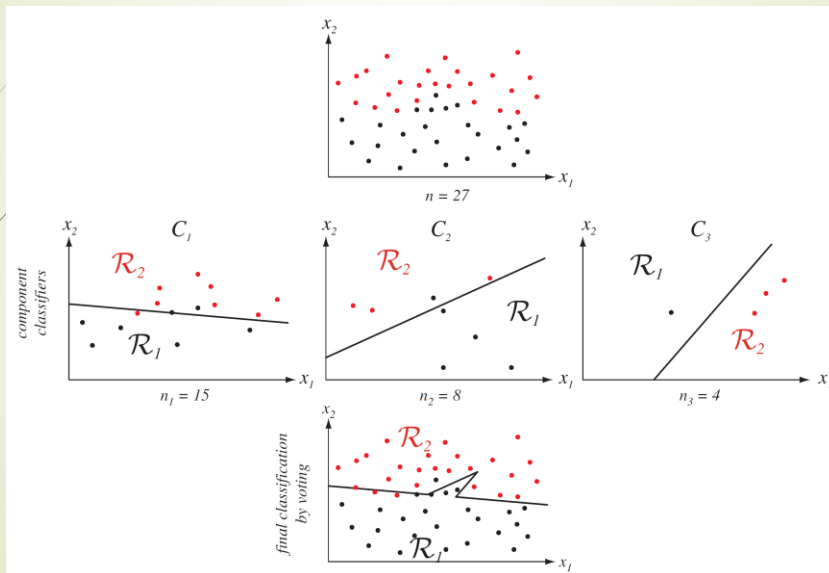 x₂
x₁
n = 27
x₂
C₁
R₂
R₁
x₁
n₁ = 15
component
classifiers
x₂
C₂
R₂
R₁
x₁
n₂ = 8
x₂
C₃
R₁
R₂
x
n₃ = 4
x₂
R₂
R₁
x₁
final classification
by voting